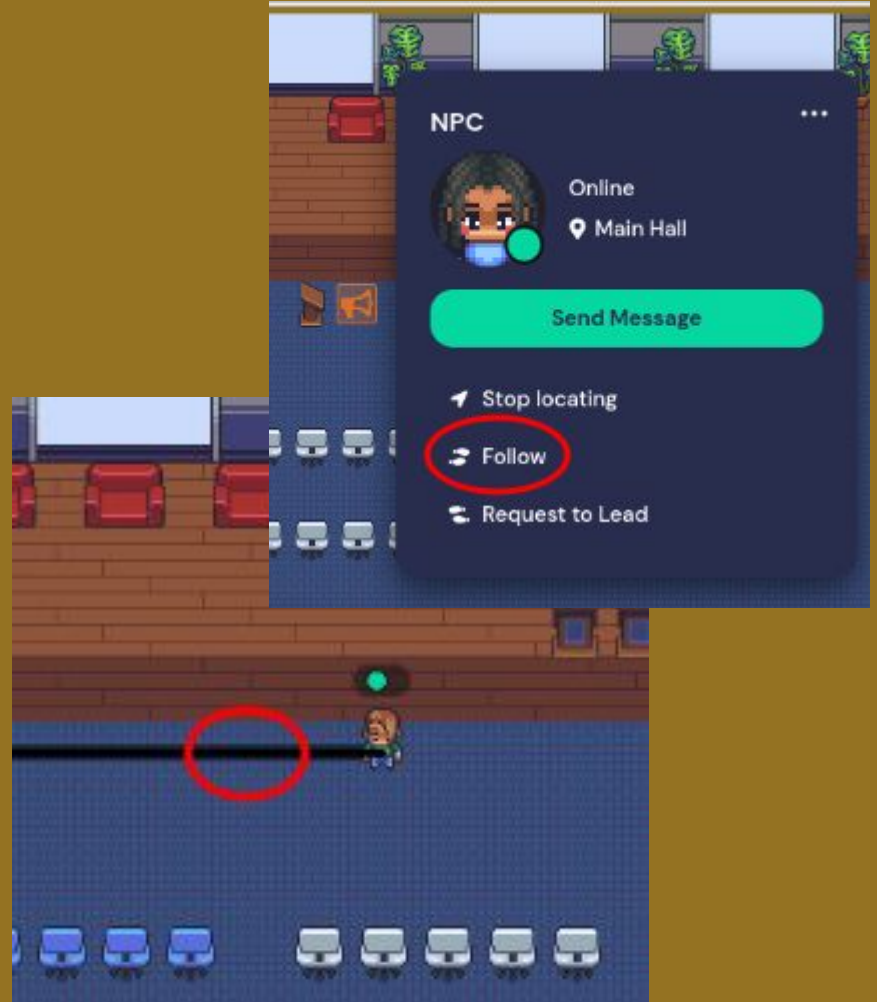 NPC
Online
Main Hall
Send Message
Stop locating
Follow
Request to Lead